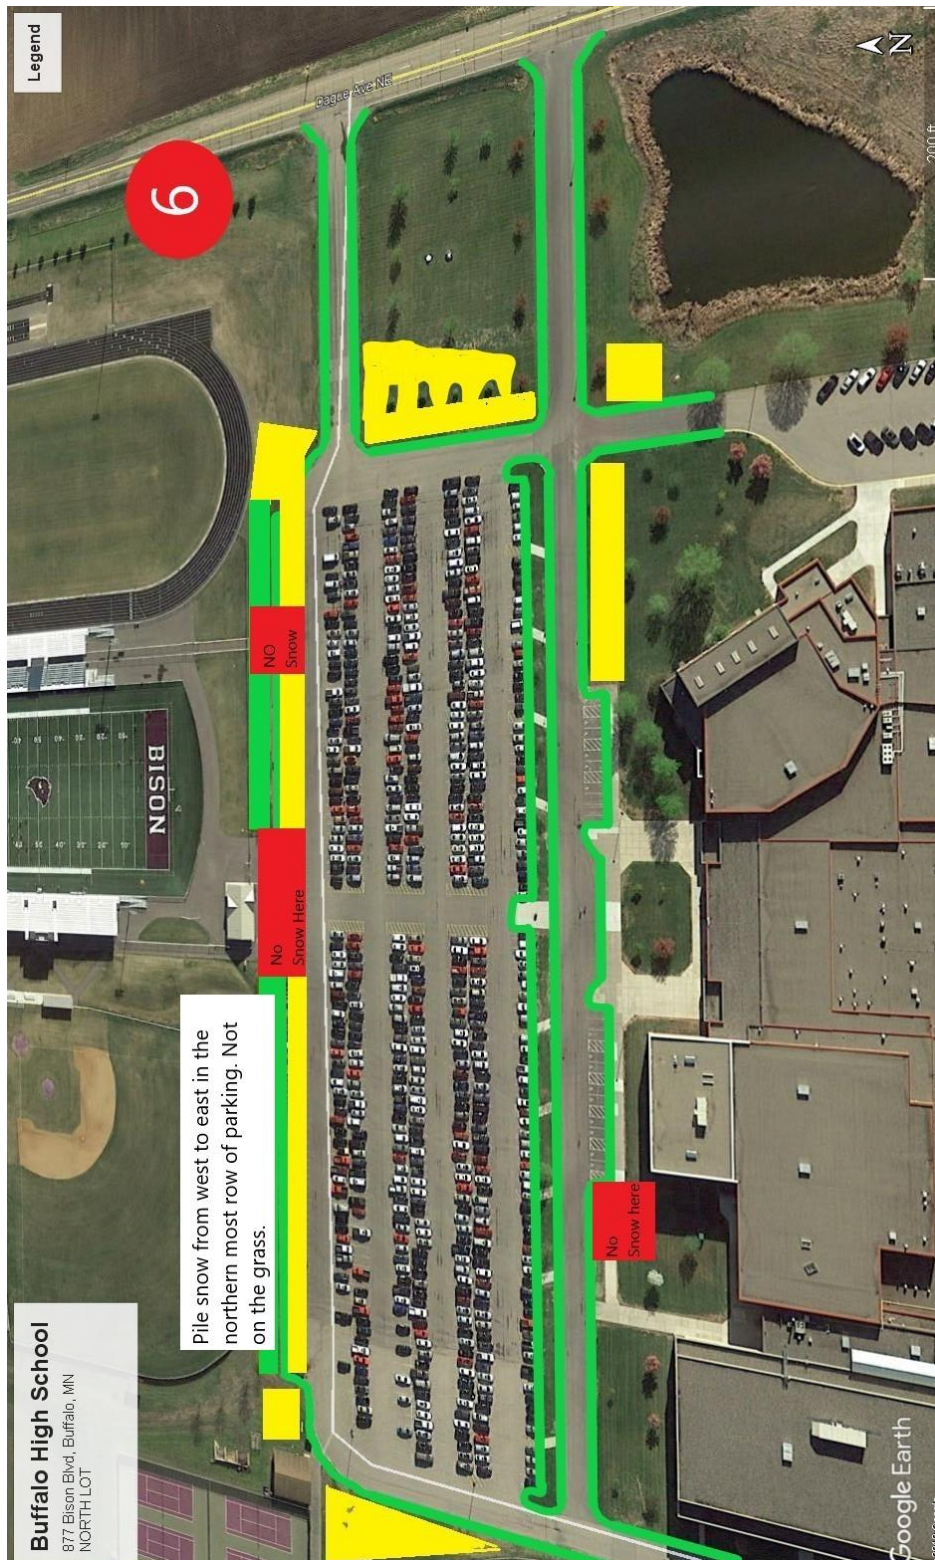 Buffalo High School
877 Bison Blvd, Buffalo, MN
NORTH LOT
Legend
6
Dague Ave NE
Pile snow from west to east in the
northern most row of parking. Not
on the grass.
No
Snow Here
NO
Snow
No
Snow here
BISON
N
Google Earth
200 ft